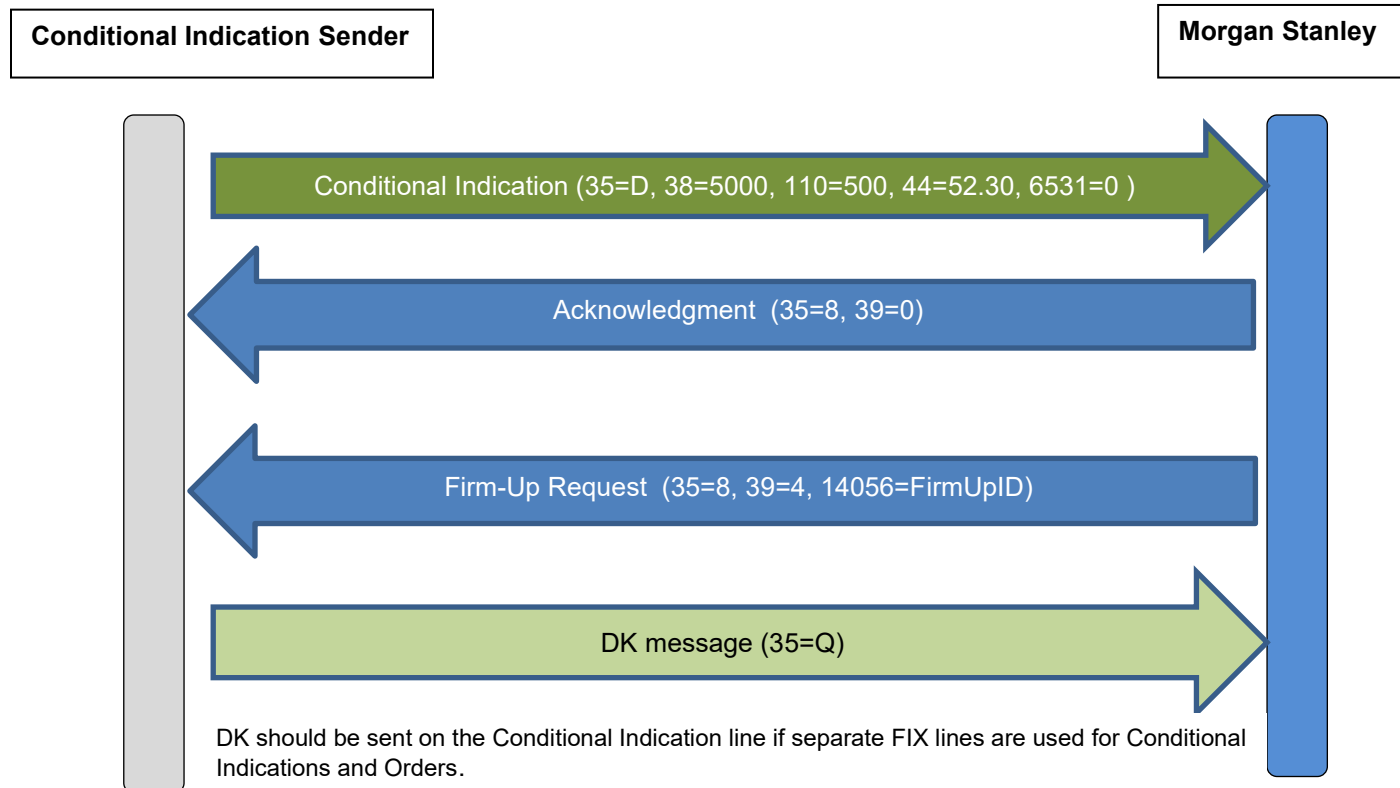 Conditional Indication Sender
Morgan Stanley
Conditional Indication (35=D, 38=5000, 110=500, 44=52.30, 6531=0 )
Acknowledgment  (35=8, 39=0)
Firm-Up Request  (35=8, 39=4, 14056=FirmUpID)
DK message (35=Q)
DK should be sent on the Conditional Indication line if separate FIX lines are used for Conditional
Indications and Orders.